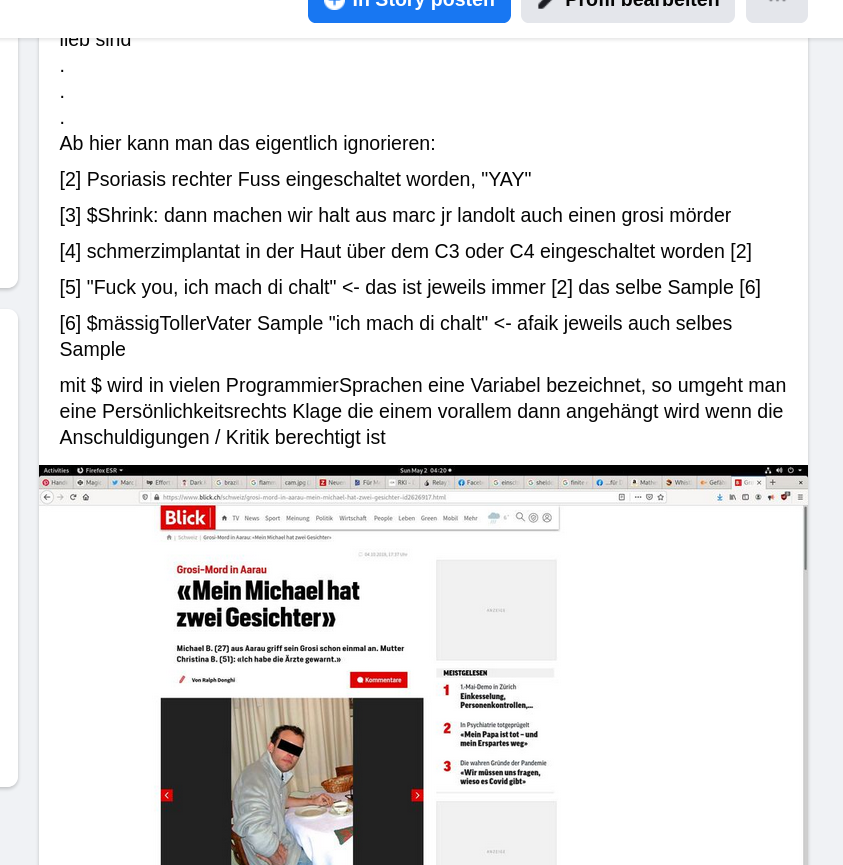 In Story posten
Profil bearbeiten
...
lieb sind
.
.
.
Ab hier kann man das eigentlich ignorieren:
[2] Psoriasis rechter Fuss eingeschaltet worden, "YAY"
[3] $Shrink: dann machen wir halt aus marc jr landolt auch einen grosi mörder
[4] schmerzimplantat in der Haut über dem C3 oder C4 eingeschaltet worden [2]
[5] "Fuck you, ich mach di chalt" <- das ist jeweils immer [2] das selbe Sample [6]
[6] $mässigTollerVater Sample "ich mach di chalt" <- afaik jeweils auch selbes
Sample
mit $ wird in vielen ProgrammierSprachen eine Variabel bezeichnet, so umgeht man
eine Persönlichkeitsrechts Klage die einem vorallem dann angehängt wird wenn die
Anschuldigungen / Kritik berechtigt ist
Activities Firefox ESR Sun May 2 04:20
https://www.blick.ch/schweiz/grosi-mord-in-aarau-mein-michael-hat-zwei-gesichter-id2626917.html
Blick TV News Sport Meinung Politik Wirtschaft People Leben Green Mobil Mehr
Schweiz Grosi-Mord in Aarau: «Mein Michael hat zwei Gesichter»
Grosi-Mord in Aarau
«Mein Michael hat
zwei Gesichter»
Michael B. (27) aus Aarau griff sein Grosi schon einmal an. Mutter
Christina B. (51): «Ich habe die Ärzte gewarnt.»
Von Ralph Donghi
Kommentare
ANZEIGE
MEISTGELESEN
1 1.-Mai-Demo in Zürich
Einkesselung,
Personenkontrollen,...
2 In Psychiatrie totgeprügelt
«Mein Papa ist tot – und
mein Erspartes weg»
3 Die wahren Gründe der Pandemie
«Wir müssen uns fragen,
wieso es Covid gibt»
ANZEIGE